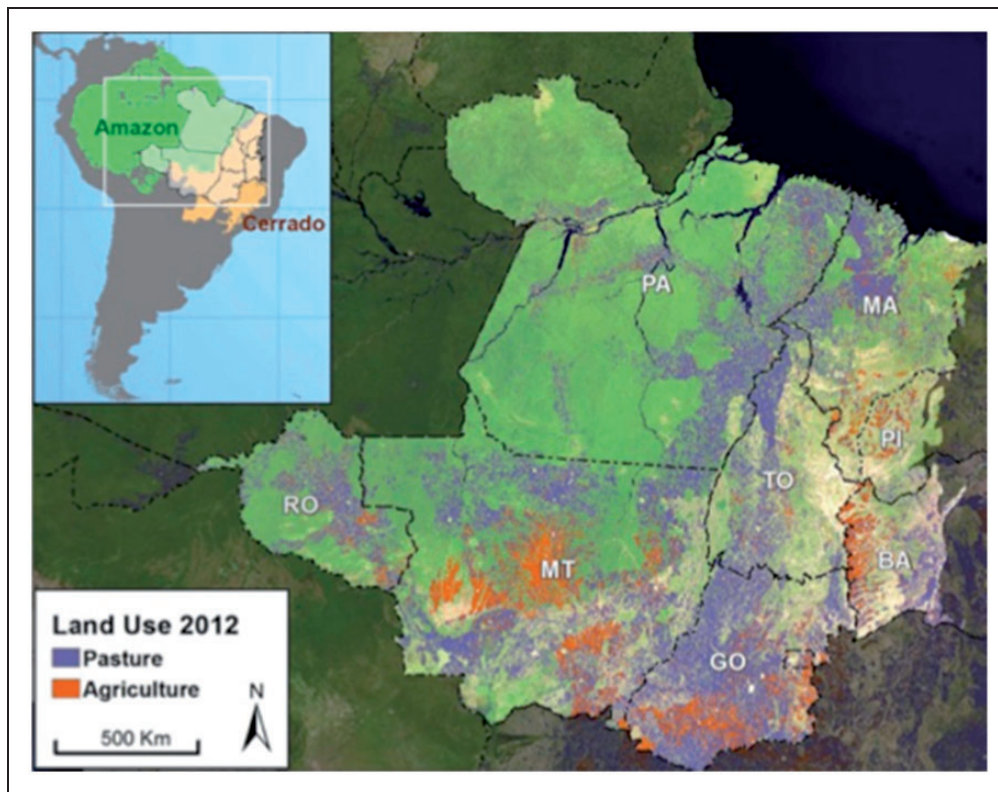 Amazon
Cerrado
PA
MA
PI
TO
RO
MT
BA
GO
Land Use 2012
Pasture
Agriculture
N
500 Km